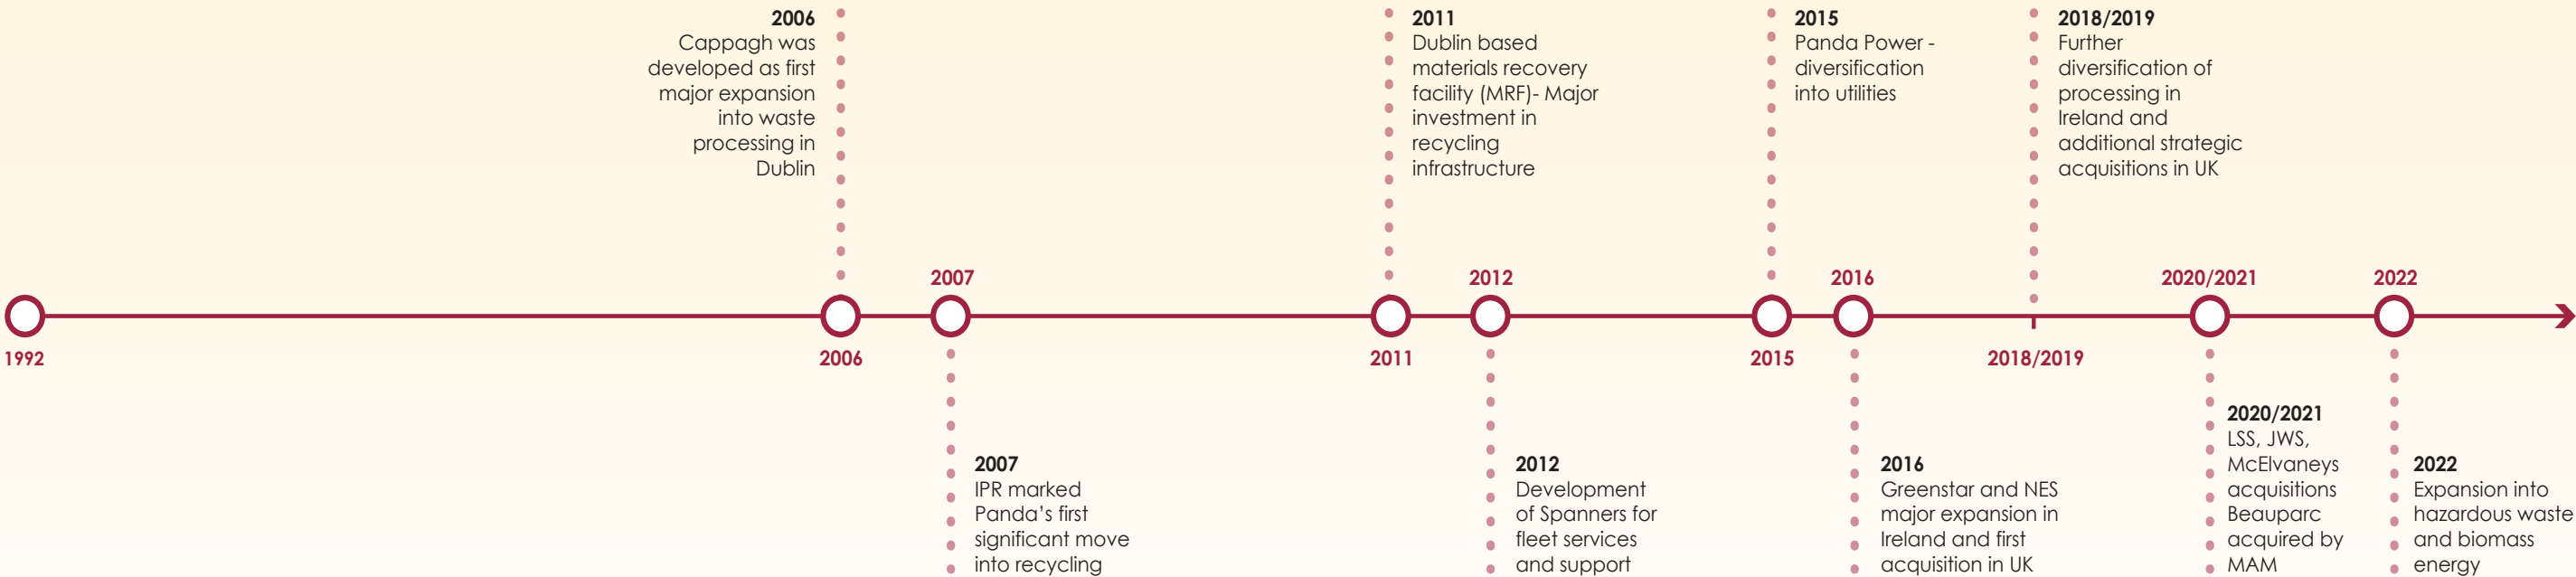 2006
Cappagh was
developed as first
major expansion
into waste
processing in
Dublin
2011
Dublin based
materials recovery
facility (MRF)- Major
investment in
recycling
infrastructure
2015
Panda Power -
diversification
into utilities
2018/2019
Further
diversification of
processing in
Ireland and
additional strategic
acquisitions in UK
2007
2012
2016
2020/2021
2022
1992
2006
2011
2015
2018/2019
2007
IPR marked
Panda's first
significant move
into recycling
2012
Development
of Spanners for
fleet services
and support
2016
Greenstar and NES
major expansion in
Ireland and first
acquisition in UK
2020/2021
LSS, JWS,
McElvaneys
acquisitions
Beauparc
acquired by
MAM
2022
Expansion into
hazardous waste
and biomass
energy